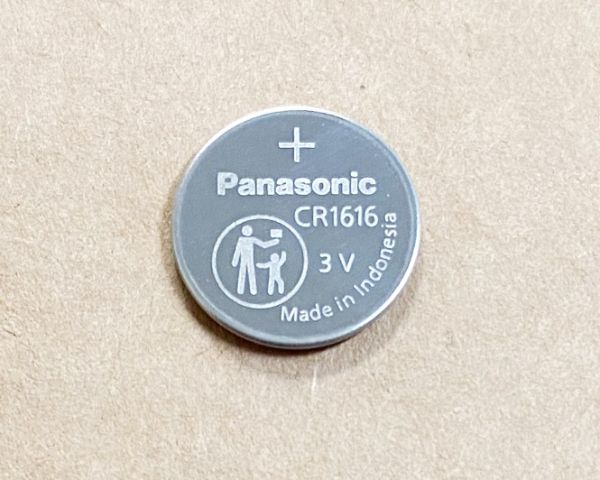 +
Panasonic
CR1616
3 V
Made in Indonesia